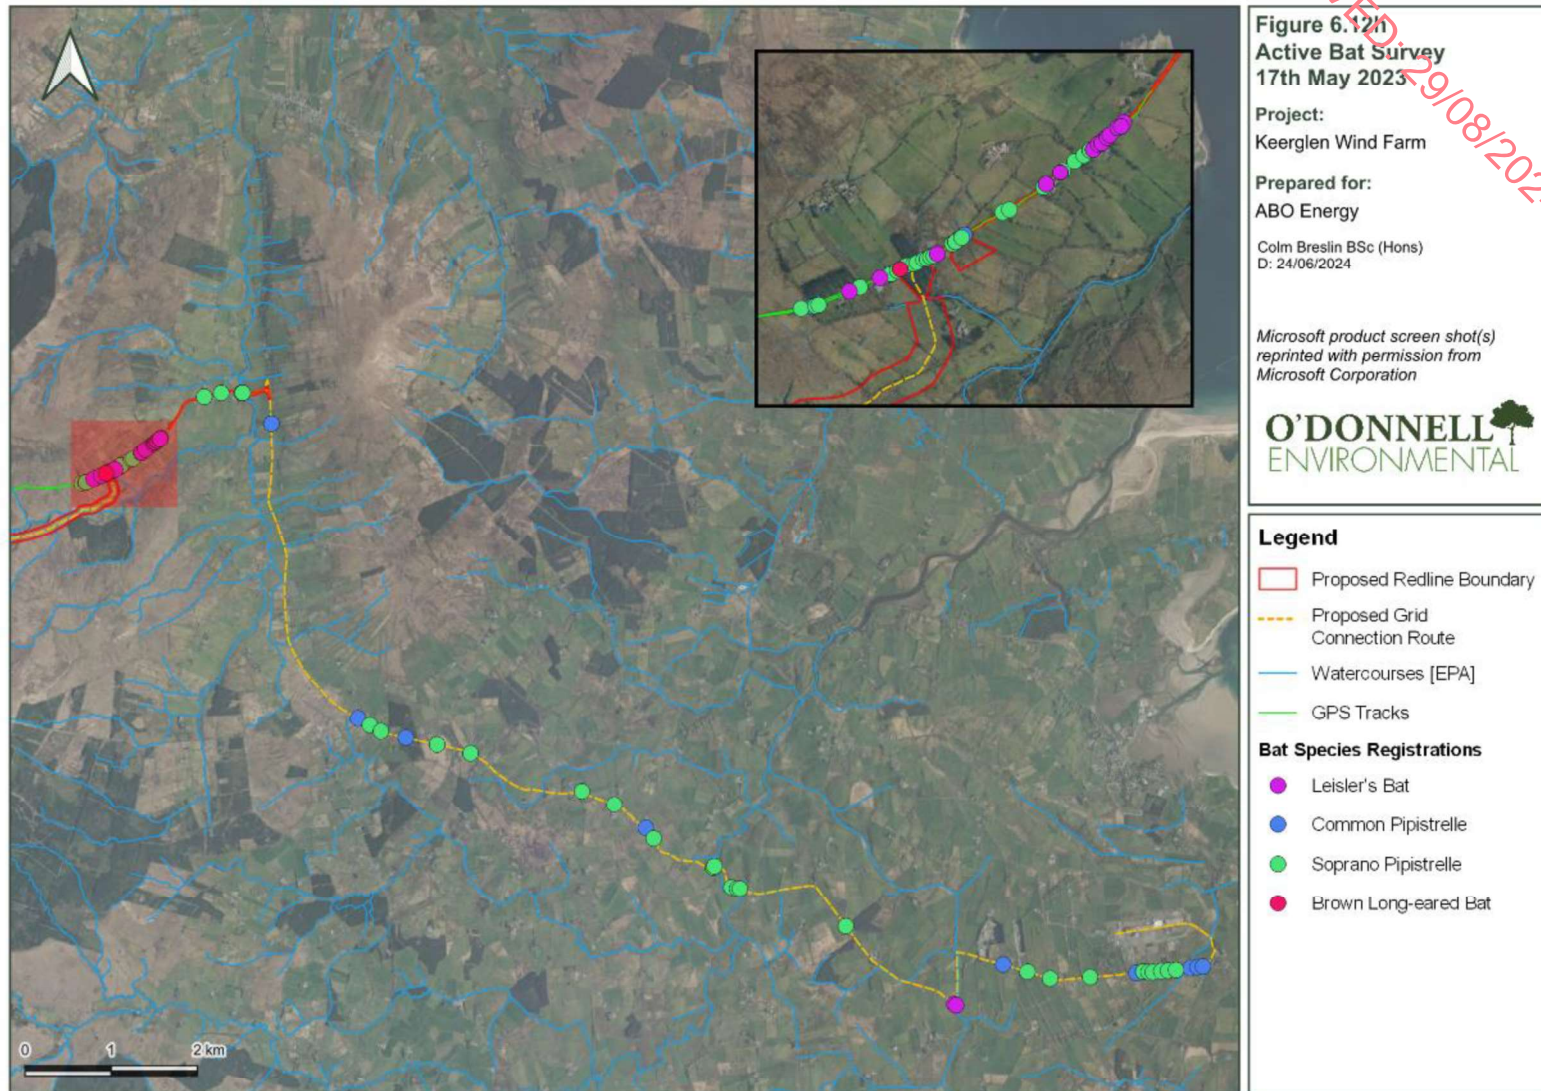 Figure 6.12h
Active Bat Survey
17th May 2023
Project:
Keerglen Wind Farm
Prepared for:
ABO Energy
Colm Breslin BSc (Hons)
D: 24/06/2024
Microsoft product screen shot(s)
reprinted with permission from
Microsoft Corporation
O'DONNELL
ENVIRONMENTAL
Legend
Proposed Redline Boundary
Proposed Grid
Connection Route
Watercourses [EPA]
GPS Tracks
Bat Species Registrations
Leisler's Bat
Common Pipistrelle
Soprano Pipistrelle
Brown Long-eared Bat
0 1 2 km